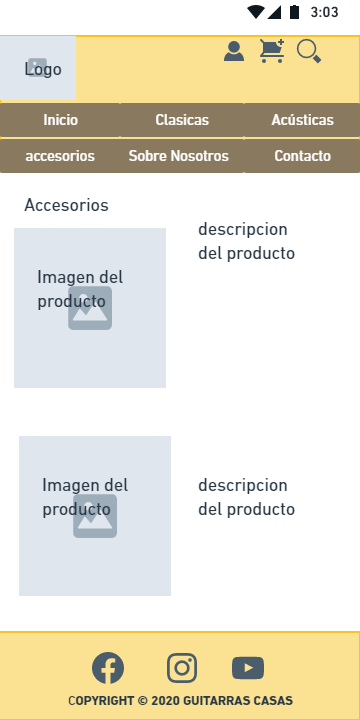 3:03
Logo
Inicio Clasicas Acústicas
accesorios Sobre Nosotros Contacto
Accesorios
Imagen del
producto
descripcion
del producto
Imagen del
producto
descripcion
del producto
COPYRIGHT © 2020 GUITARRAS CASAS